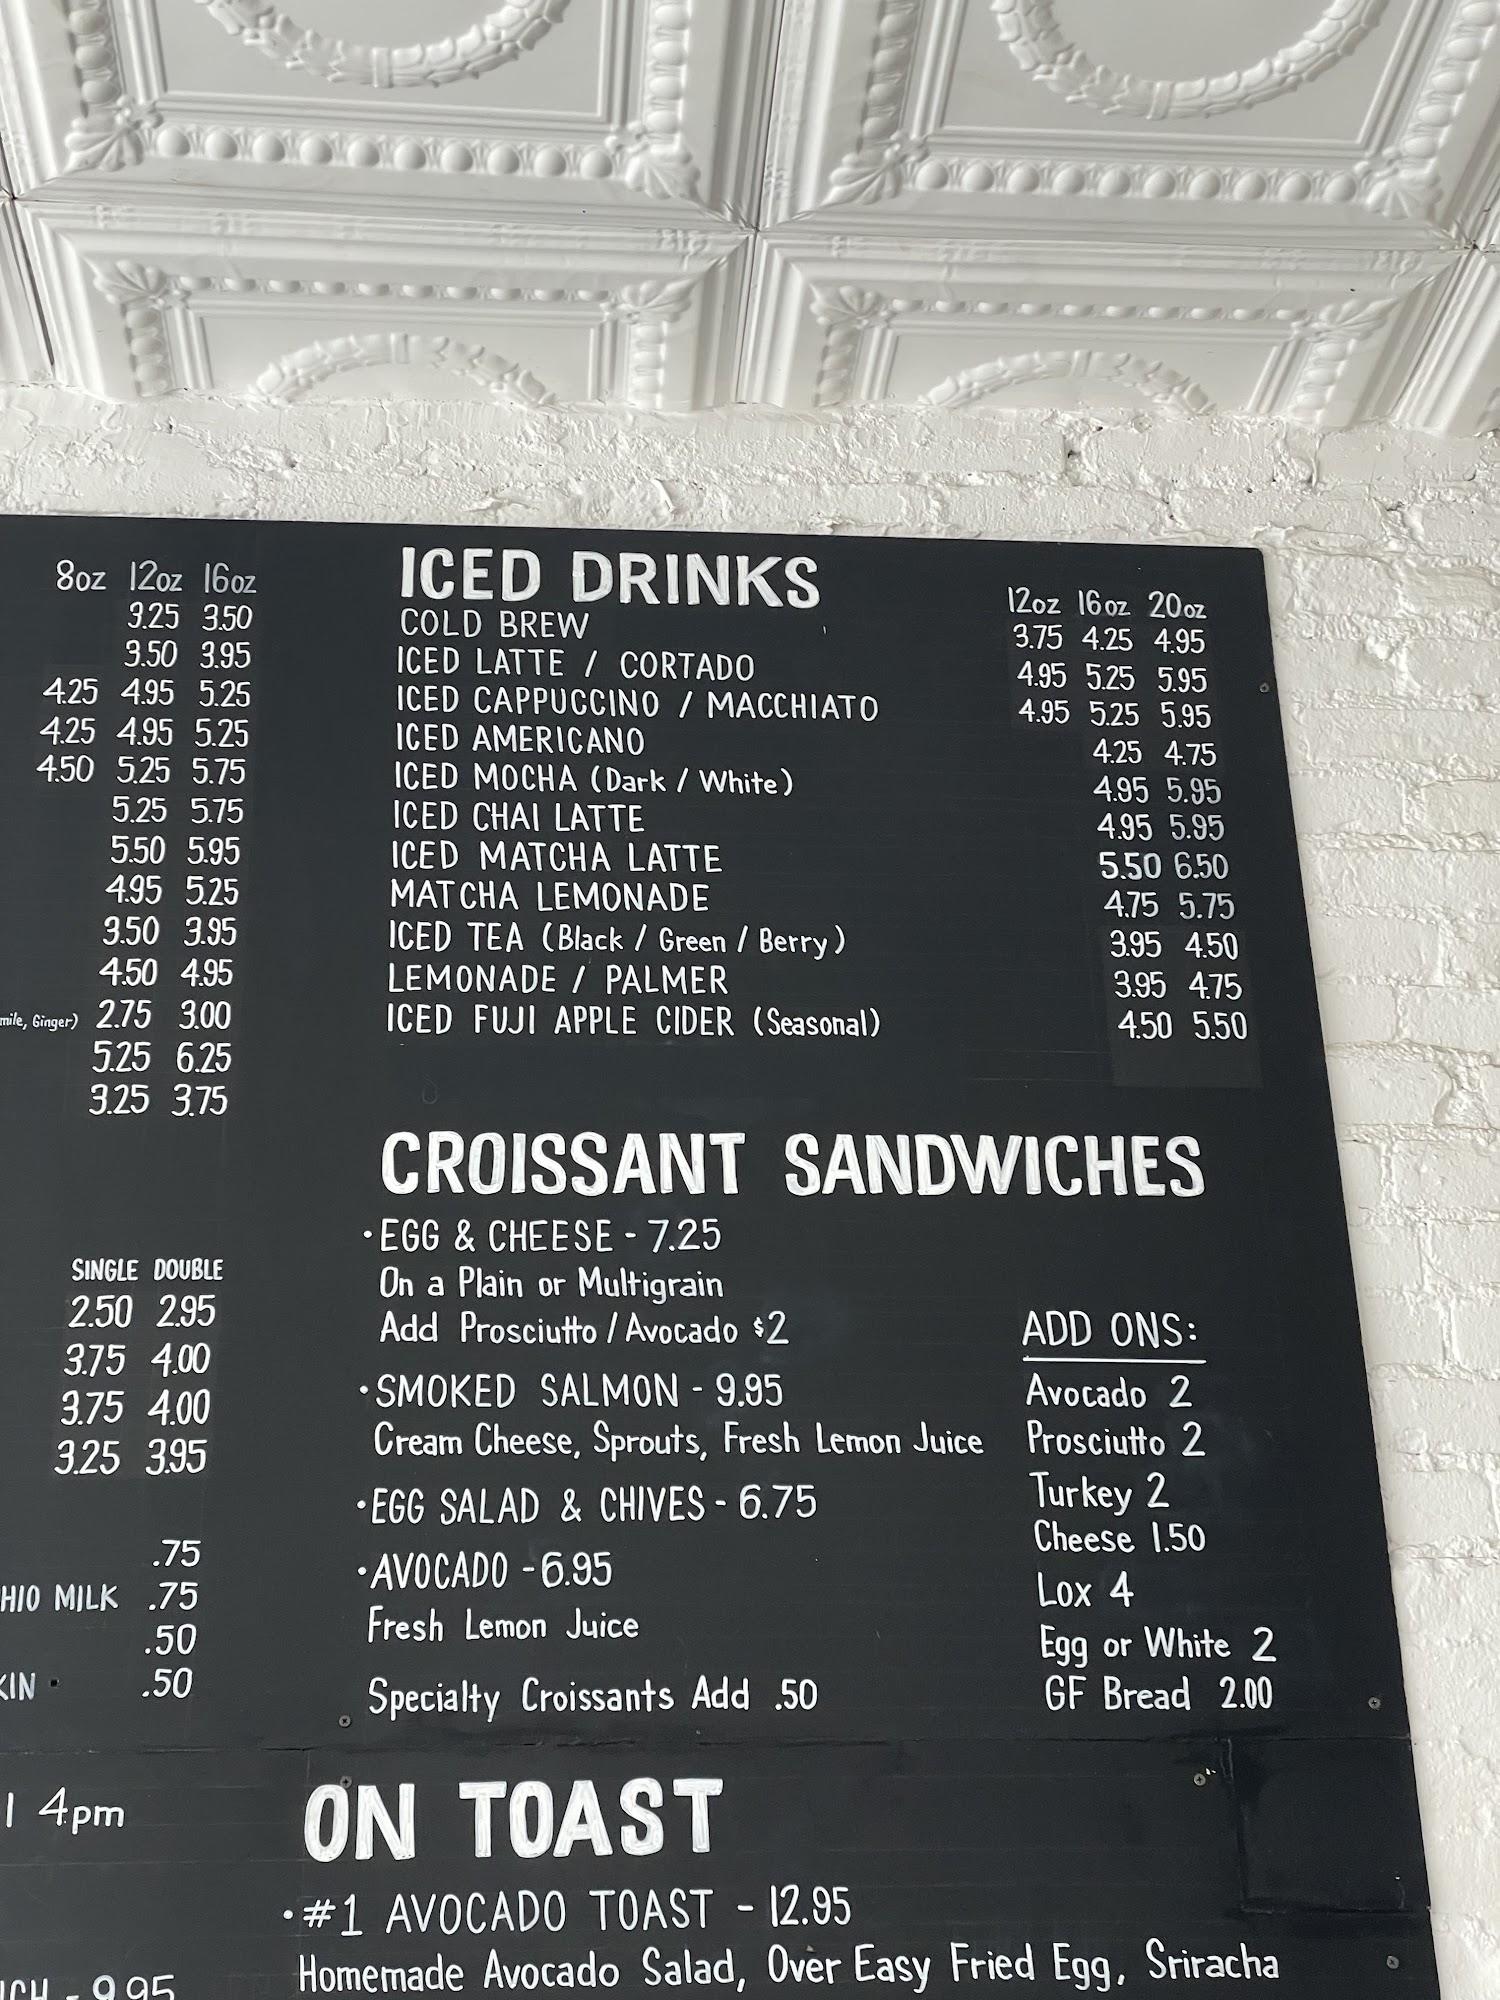 8oz 12oz 16oz
3.25 3.50
3.50 3.95
4.25 4.95 5.25
4.25 4.95 5.25
4.50 5.25 5.75
5.25 5.75
5.50 5.95
4.95 5.25
3.50 3.95
4.50 4.95
mile, Ginger) 2.75 3.00
5.25 6.25
3.25 3.75
SINGLE DOUBLE
2.50 2.95
3.75 4.00
3.75 4.00
3.25 3.95
.75
HIO MILK .75
.50
KIN .50
4pm
- 9.95
ICED DRINKS
12oz 16oz 20oz
COLD BREW 3.75 4.25 4.95
ICED LATTE / CORTADO 4.95 5.25 5.95
ICED CAPPUCCINO / MACCHIATO 4.95 5.25 5.95
ICED AMERICANO 4.25 4.75
ICED MOCHA (Dark / White) 4.95 5.95
ICED CHAI LATTE 4.95 5.95
ICED MATCHA LATTE 5.50 6.50
MATCHA LEMONADE 4.75 5.75
ICED TEA (Black / Green / Berry) 3.95 4.50
LEMONADE / PALMER 3.95 4.75
ICED FUJI APPLE CIDER (Seasonal) 4.50 5.50
CROISSANT SANDWICHES
• EGG & CHEESE - 7.25
On a Plain or Multigrain
Add Prosciutto / Avocado $2
• SMOKED SALMON - 9.95
Cream Cheese, Sprouts, Fresh Lemon Juice
• EGG SALAD & CHIVES - 6.75
• AVOCADO - 6.95
Fresh Lemon Juice
Specialty Croissants Add .50
ADD ONS:
Avocado 2
Prosciutto 2
Turkey 2
Cheese 1.50
Lox 4
Egg or White 2
GF Bread 2.00
ON TOAST
• #1 AVOCADO TOAST - 12.95
Homemade Avocado Salad, Over Easy Fried Egg, Sriracha